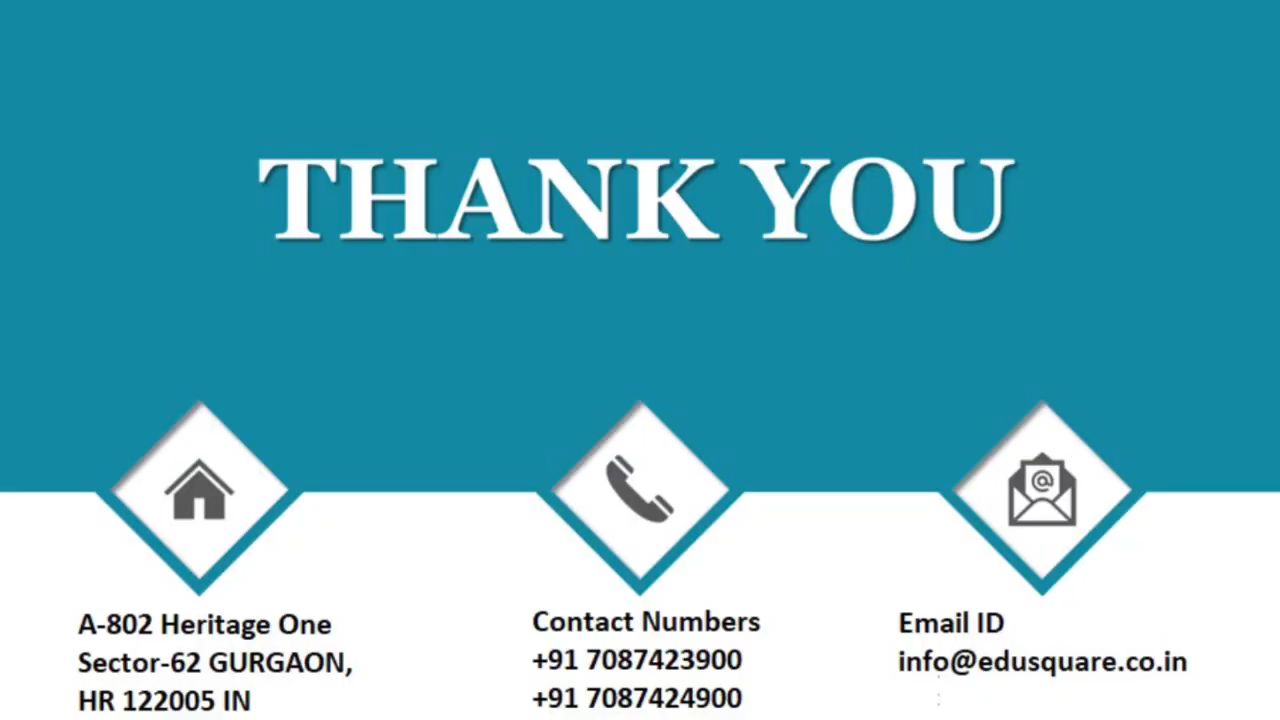 THANK YOU
A-802 Heritage One
Sector-62 GURGAON,
HR 122005 IN
Contact Numbers
+91 7087423900
+91 7087424900
Email ID
info@edusquare.co.in